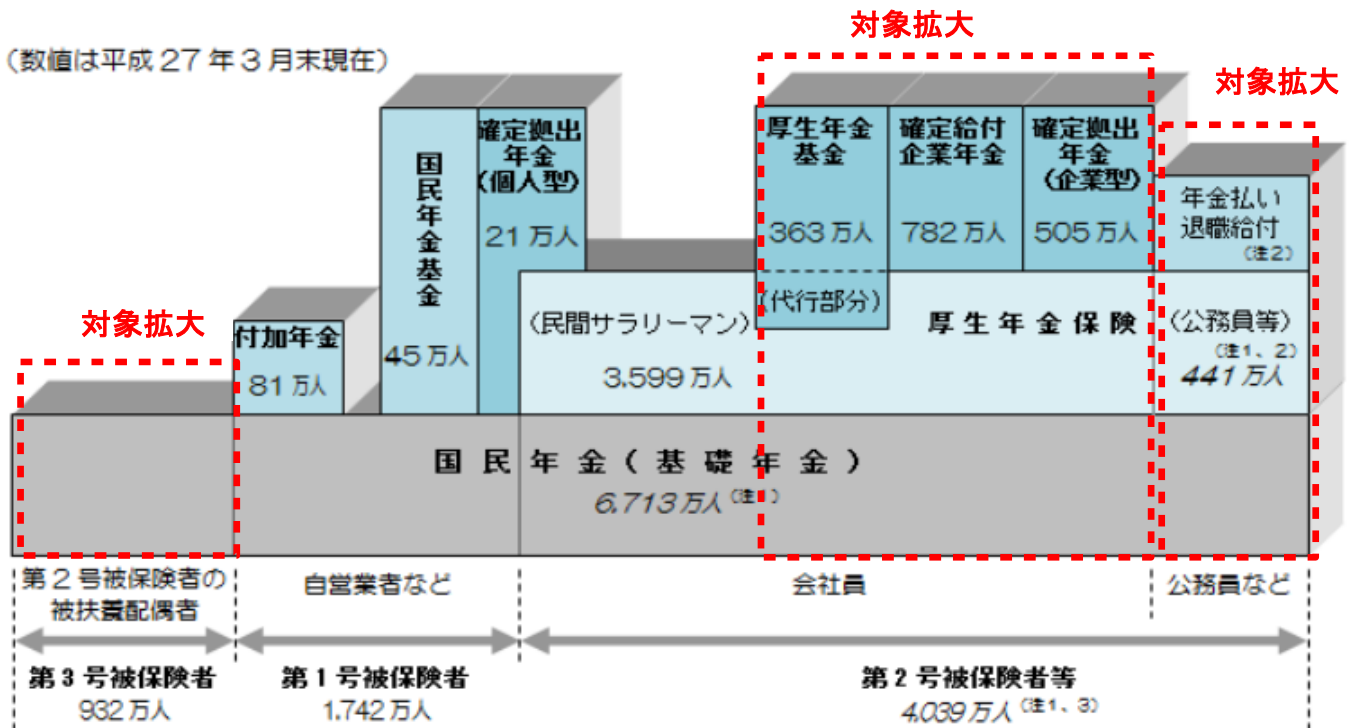 対象拡大
(数値は平成27年3月末現在)
対象拡大
対象拡大
付加年金
81万人
国民年金基金
45万人
確定拠出
年金
(個人型)
21万人
厚生年金
基金
363万人
(代行部分)
確定給付
企業年金
782万人
確定拠出
年金
(企業型)
505万人
年金払い
退職給付
(注2)
(民間サラリーマン)
3.599万人
厚生年金保険
(公務員等)
(注1、2)
441万人
国民年金(基礎年金)
6.713万人(注1)
第2号被保険者の
被扶養配偶者
自営業者など
会社員
公務員など
第3号被保険者
932万人
第1号被保険者
1.742万人
第2号被保険者等
4.039万人(注1、3)